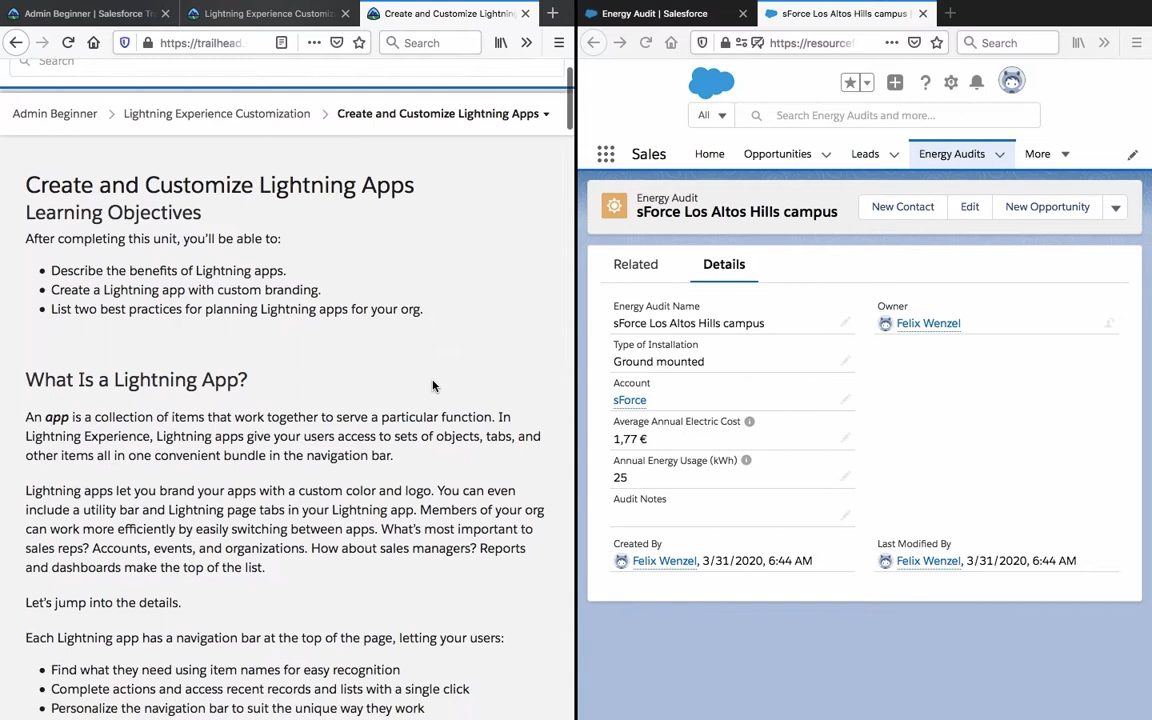 Admin Beginner | Salesforce Tr
Lightning Experience Customiz
Create and Customize Lightning
https://trailhead.
Search
Search
Admin Beginner
Lightning Experience Customization
Create and Customize Lightning Apps
Create and Customize Lightning Apps
Learning Objectives
After completing this unit, you'll be able to:
• Describe the benefits of Lightning apps.
• Create a Lightning app with custom branding.
• List two best practices for planning Lightning apps for your org.
What Is a Lightning App?
An app is a collection of items that work together to serve a particular function. In
Lightning Experience, Lightning apps give your users access to sets of objects, tabs, and
other items all in one convenient bundle in the navigation bar.
Lightning apps let you brand your apps with a custom color and logo. You can even
include a utility bar and Lightning page tabs in your Lightning app. Members of your org
can work more efficiently by easily switching between apps. What's most important to
sales reps? Accounts, events, and organizations. How about sales managers? Reports
and dashboards make the top of the list.
Let's jump into the details.
Each Lightning app has a navigation bar at the top of the page, letting your users:
• Find what they need using item names for easy recognition
• Complete actions and access recent records and lists with a single click
• Personalize the navigation bar to suit the unique way they work
Energy Audit | Salesforce
sForce Los Altos Hills campus |
https://resourcef
Search
All
Search Energy Audits and more...
Sales
Home
Opportunities
Leads
Energy Audits
More
Energy Audit
sForce Los Altos Hills campus
New Contact
Edit
New Opportunity
Related
Details
Energy Audit Name
sForce Los Altos Hills campus
Owner
Felix Wenzel
Type of Installation
Ground mounted
Account
sForce
Average Annual Electric Cost
1,77 €
Annual Energy Usage (kWh)
25
Audit Notes
Created By
Felix Wenzel, 3/31/2020, 6:44 AM
Last Modified By
Felix Wenzel, 3/31/2020, 6:44 AM